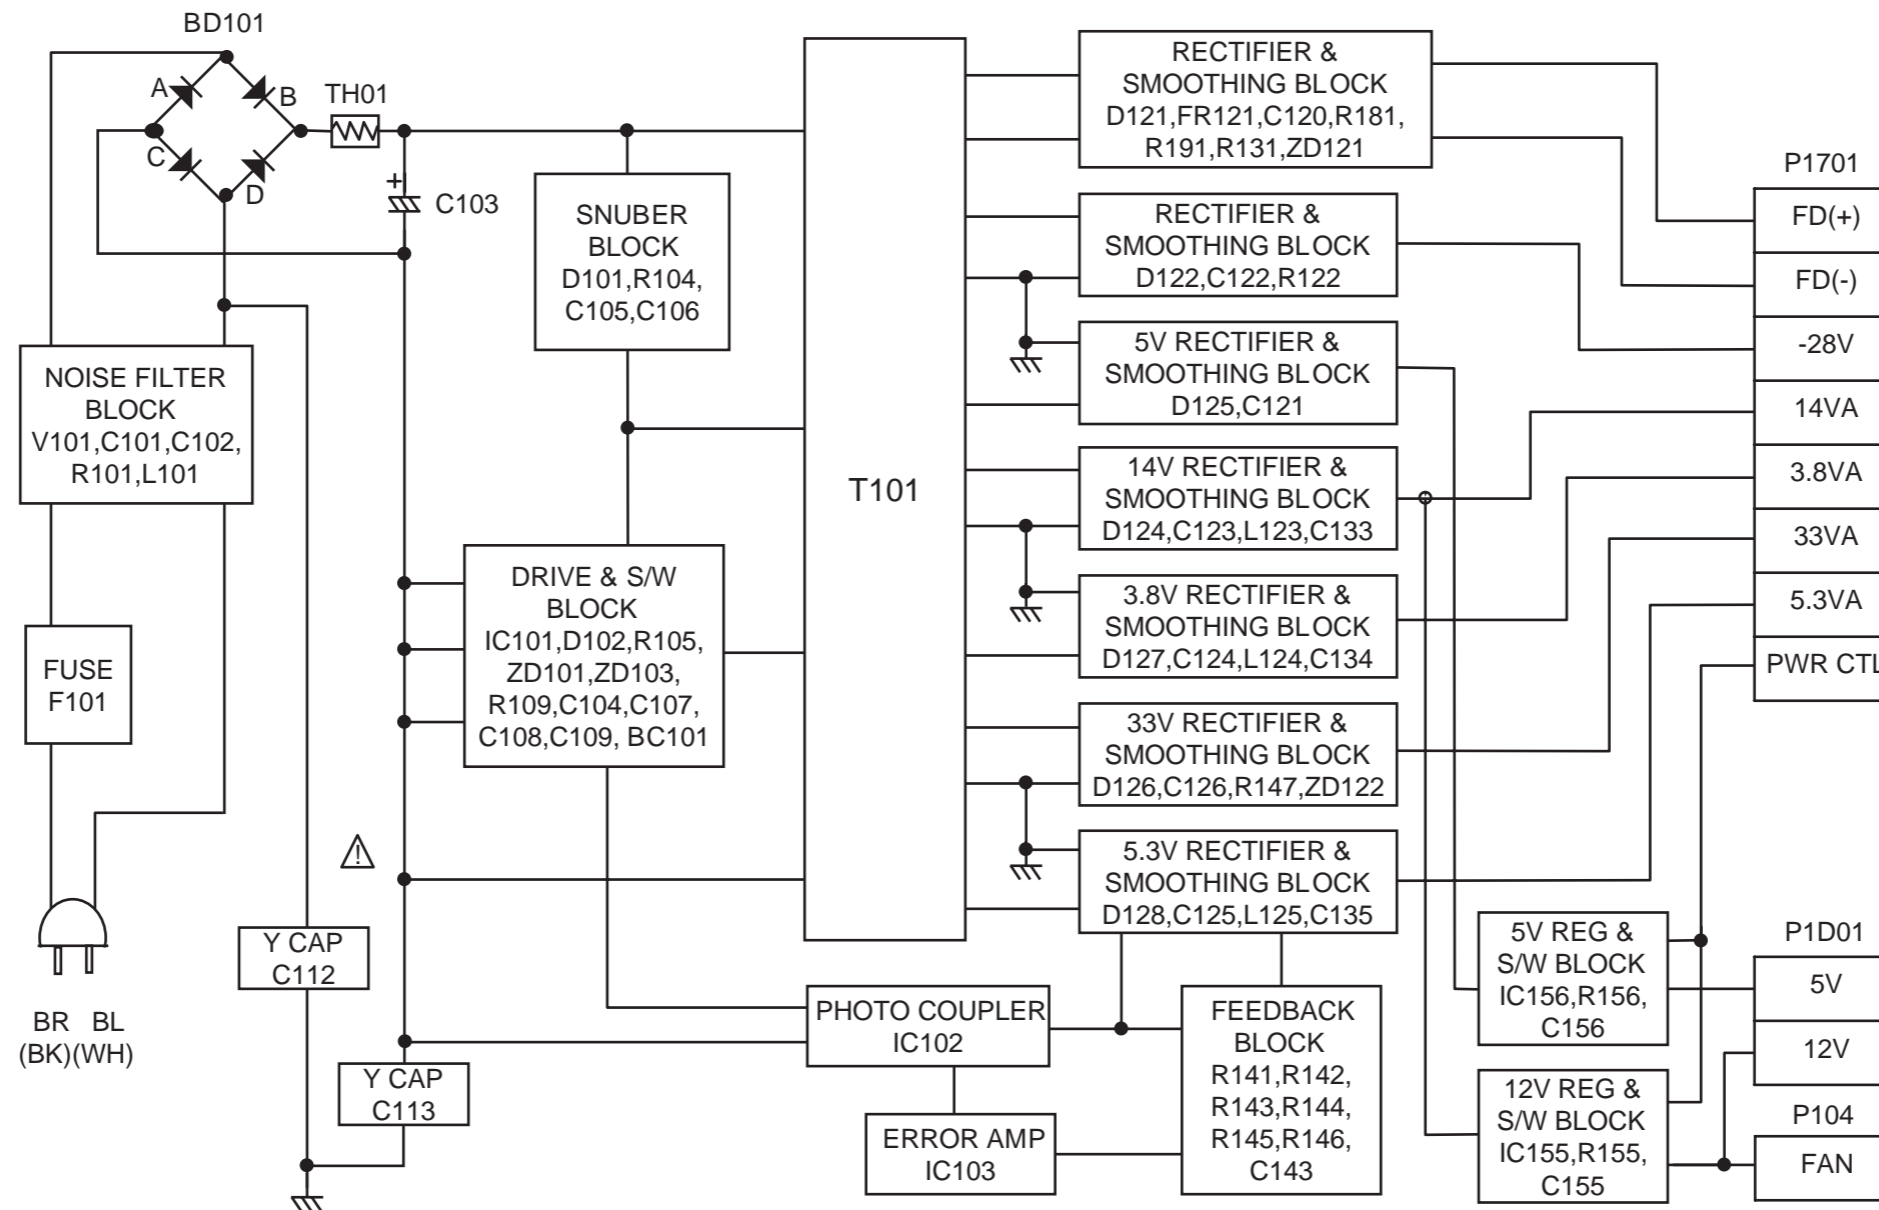 BD101
A
B
C
D
TH01
+
C103
NOISE FILTER
BLOCK
V101,C101,C102,
R101,L101
FUSE
F101
BR BL
(BK)(WH)
Y CAP
C112
Y CAP
C113
!
SNUBER
BLOCK
D101,R104,
C105,C106
DRIVE & S/W
BLOCK
IC101,D102,R105,
ZD101,ZD103,
R109,C104,C107,
C108,C109, BC101
T101
RECTIFIER &
SMOOTHING BLOCK
D121,FR121,C120,R181,
R191,R131,ZD121
RECTIFIER &
SMOOTHING BLOCK
D122,C122,R122
5V RECTIFIER &
SMOOTHING BLOCK
D125,C121
14V RECTIFIER &
SMOOTHING BLOCK
D124,C123,L123,C133
3.8V RECTIFIER &
SMOOTHING BLOCK
D127,C124,L124,C134
33V RECTIFIER &
SMOOTHING BLOCK
D126,C126,R147,ZD122
5.3V RECTIFIER &
SMOOTHING BLOCK
D128,C125,L125,C135
PHOTO COUPLER
IC102
ERROR AMP
IC103
FEEDBACK
BLOCK
R141,R142,
R143,R144,
R145,R146,
C143
5V REG &
S/W BLOCK
IC156,R156,
C156
12V REG &
S/W BLOCK
IC155,R155,
C155
P1701
FD(+)
FD(-)
-28V
14VA
3.8VA
33VA
5.3VA
PWR CTL
P1D01
5V
12V
P104
FAN